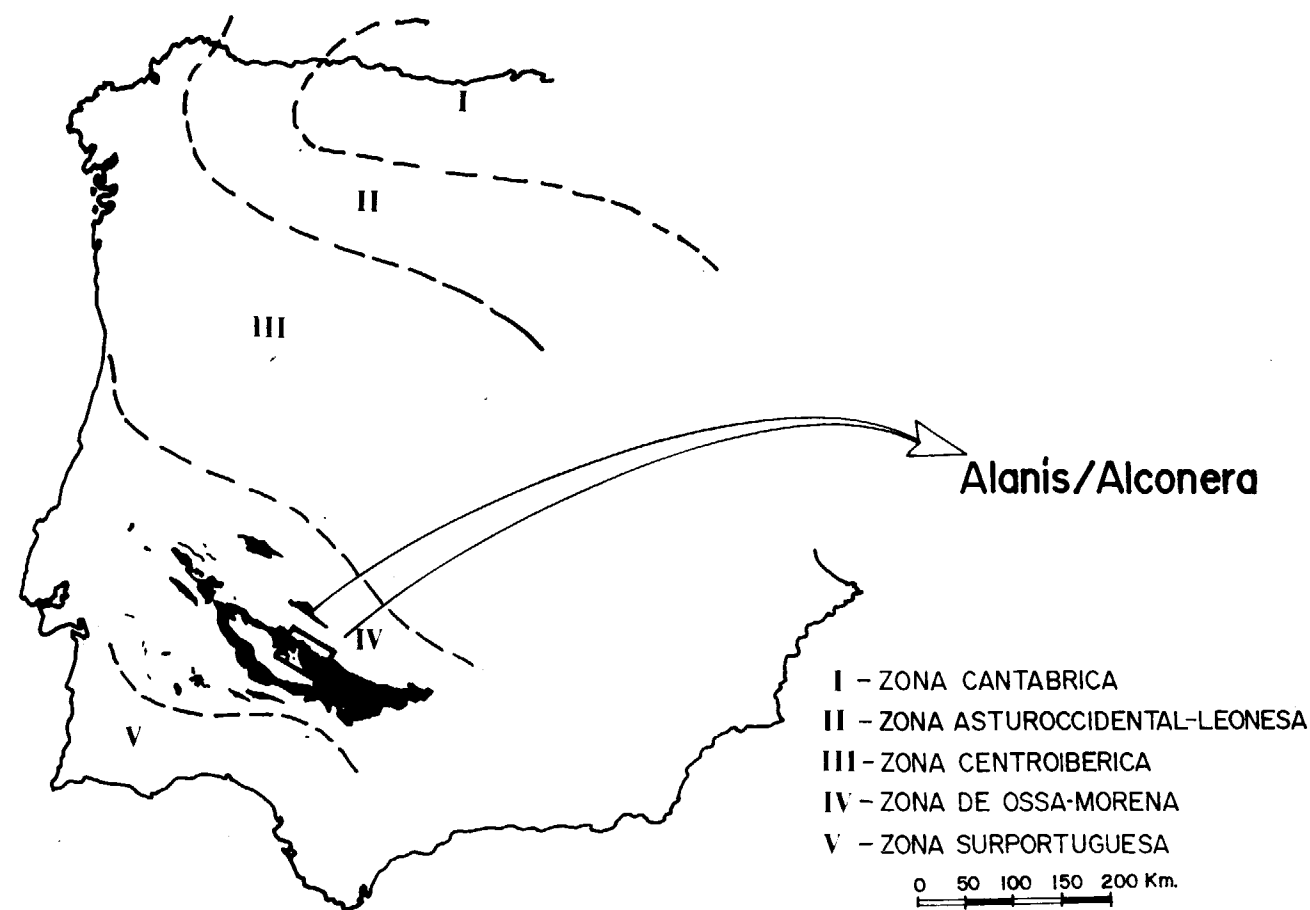 I
II
III
Alanís/Alconera
IV
V
I – ZONA CANTABRICA
II – ZONA ASTUROCCIDENTAL-LEONESA
III – ZONA CENTROIBERICA
IV – ZONA DE OSSA-MORENA
V – ZONA SURPORTUGUESA
0 50 100 150 200 Km.